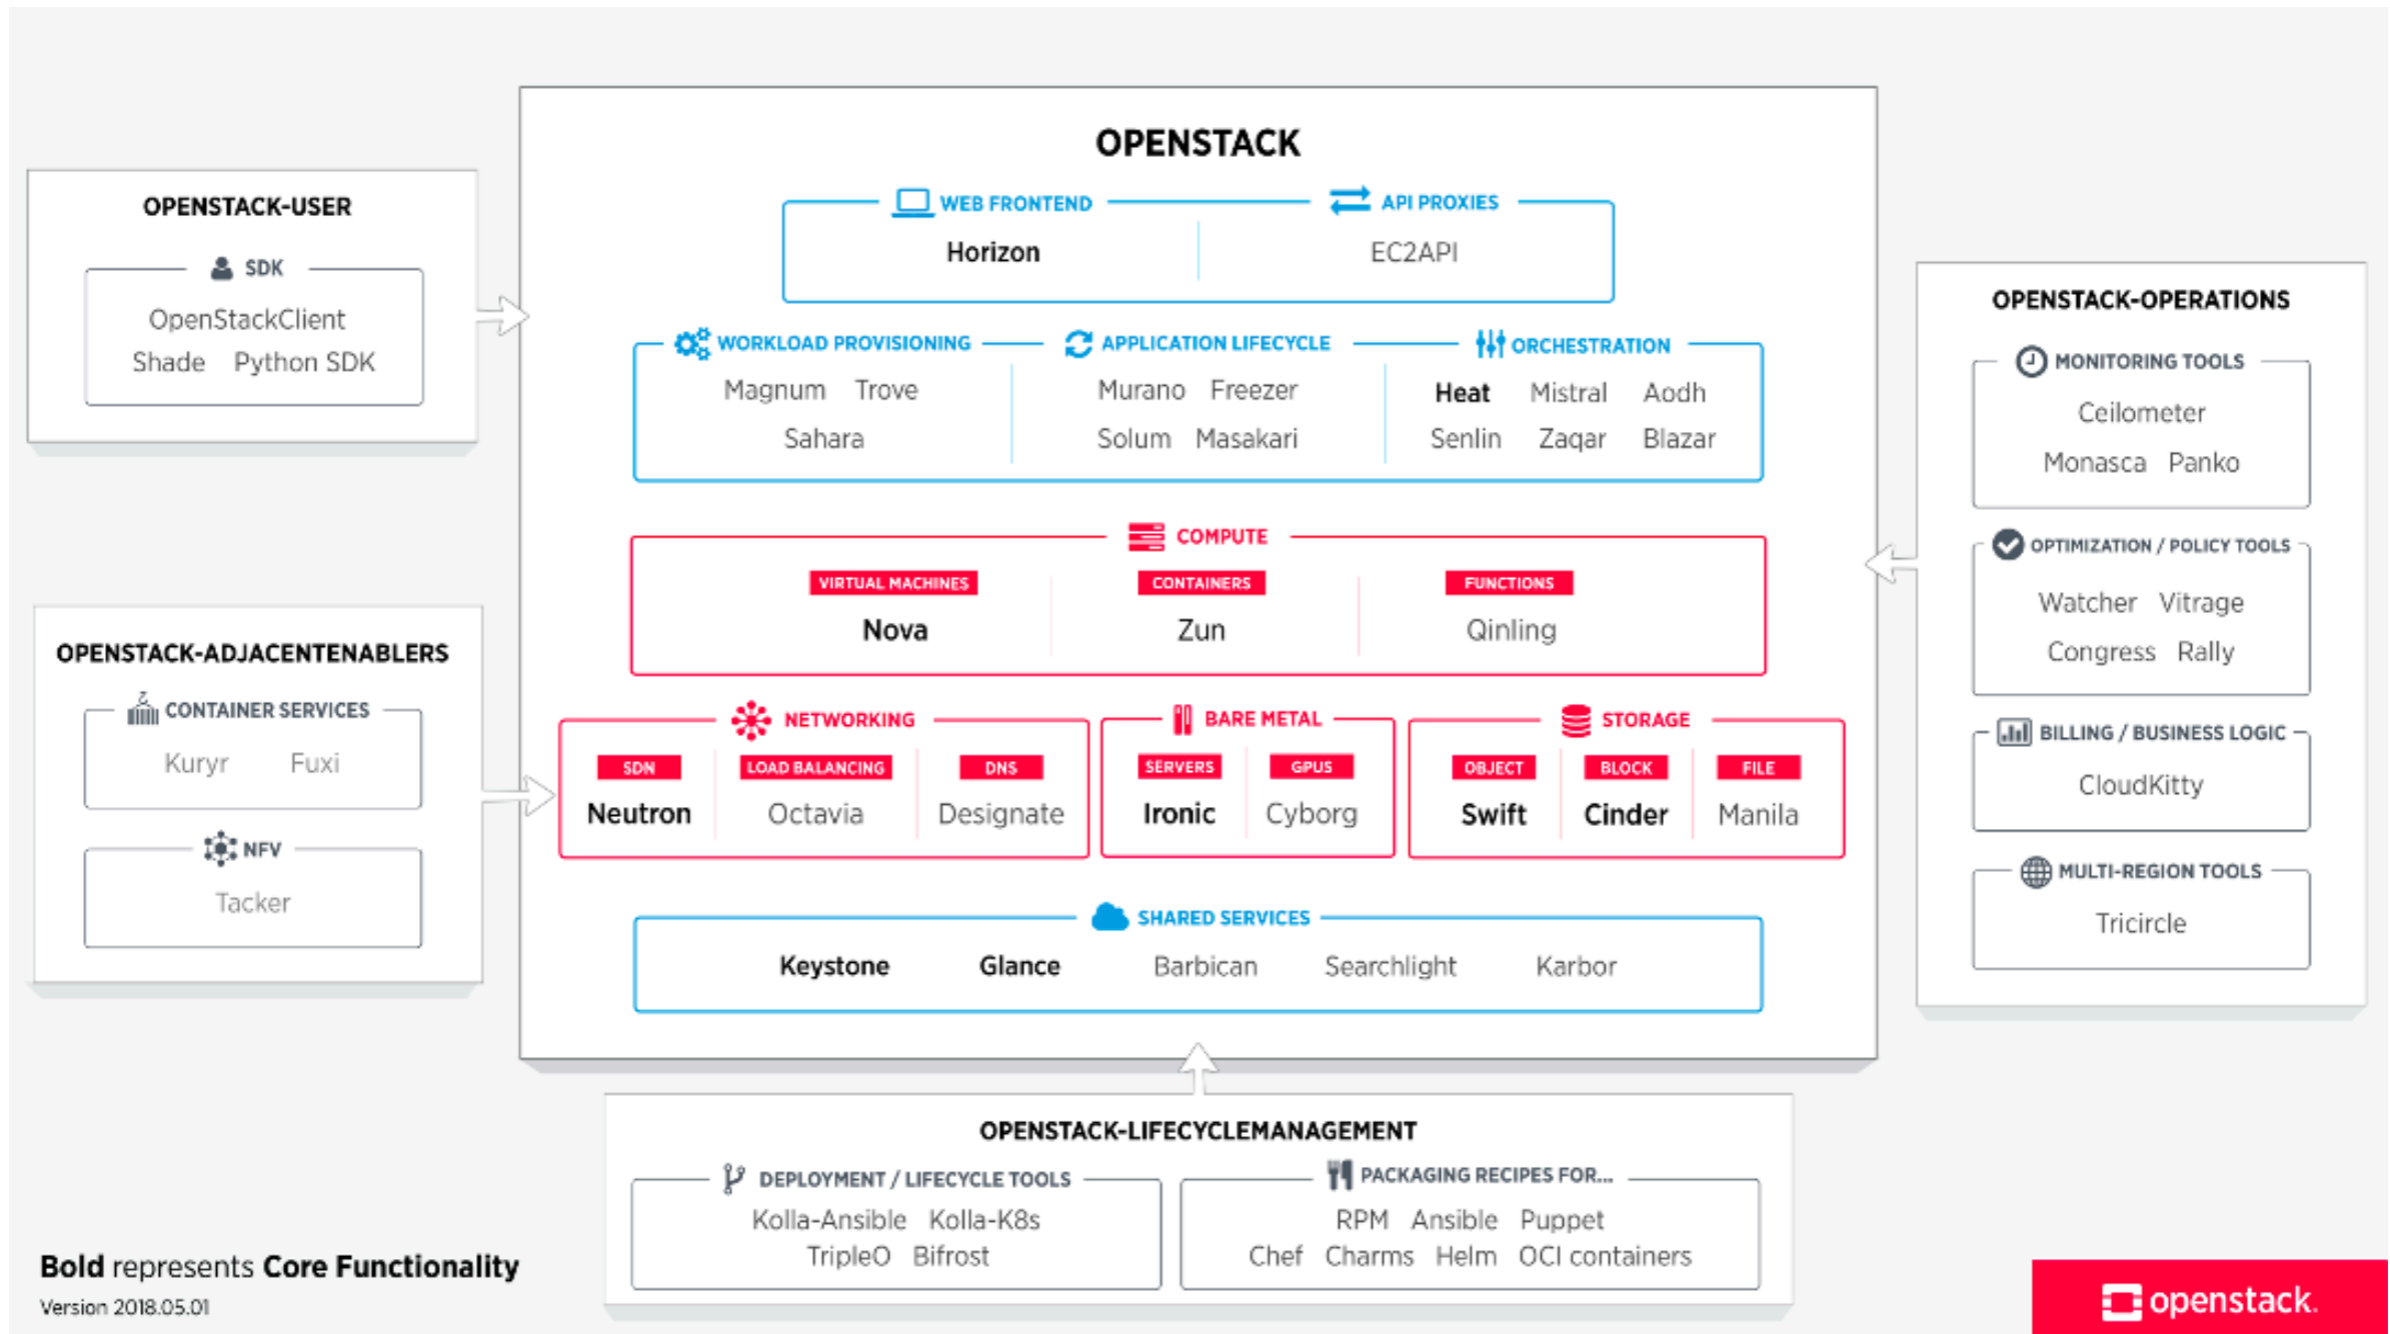 OPENSTACK
WEB FRONTEND
Horizon
API PROXIES
EC2API
WORKLOAD PROVISIONING
Magnum Trove
Sahara
APPLICATION LIFECYCLE
Murano Freezer
Solum Masakari
ORCHESTRATION
Heat Mistral Aodh
Senlin Zaqar Blazar
COMPUTE
VIRTUAL MACHINES
Nova
CONTAINERS
Zun
FUNCTIONS
Qinling
NETWORKING
SDN
Neutron
LOAD BALANCING
Octavia
DNS
Designate
BARE METAL
SERVERS
Ironic
GPUS
Cyborg
STORAGE
OBJECT
Swift
BLOCK
Cinder
FILE
Manila
SHARED SERVICES
Keystone Glance Barbican Searchlight Karbor
OPENSTACK-USER
SDK
OpenStackClient
Shade Python SDK
OPENSTACK-ADJACENTENABLERS
CONTAINER SERVICES
Kuryr Fuxi
NFV
Tacker
OPENSTACK-OPERATIONS
MONITORING TOOLS
Ceilometer
Monasca Panko
OPTIMIZATION / POLICY TOOLS
Watcher Vitrage
Congress Rally
BILLING / BUSINESS LOGIC
CloudKitty
MULTI-REGION TOOLS
Tricircle
OPENSTACK-LIFECYCLEMANAGEMENT
DEPLOYMENT / LIFECYCLE TOOLS
Kolla-Ansible Kolla-K8s
TripleO Bifrost
PACKAGING RECIPES FOR...
RPM Ansible Puppet
Chef Charms Helm OCI containers
Bold represents Core Functionality
Version 2018.05.01
openstack.